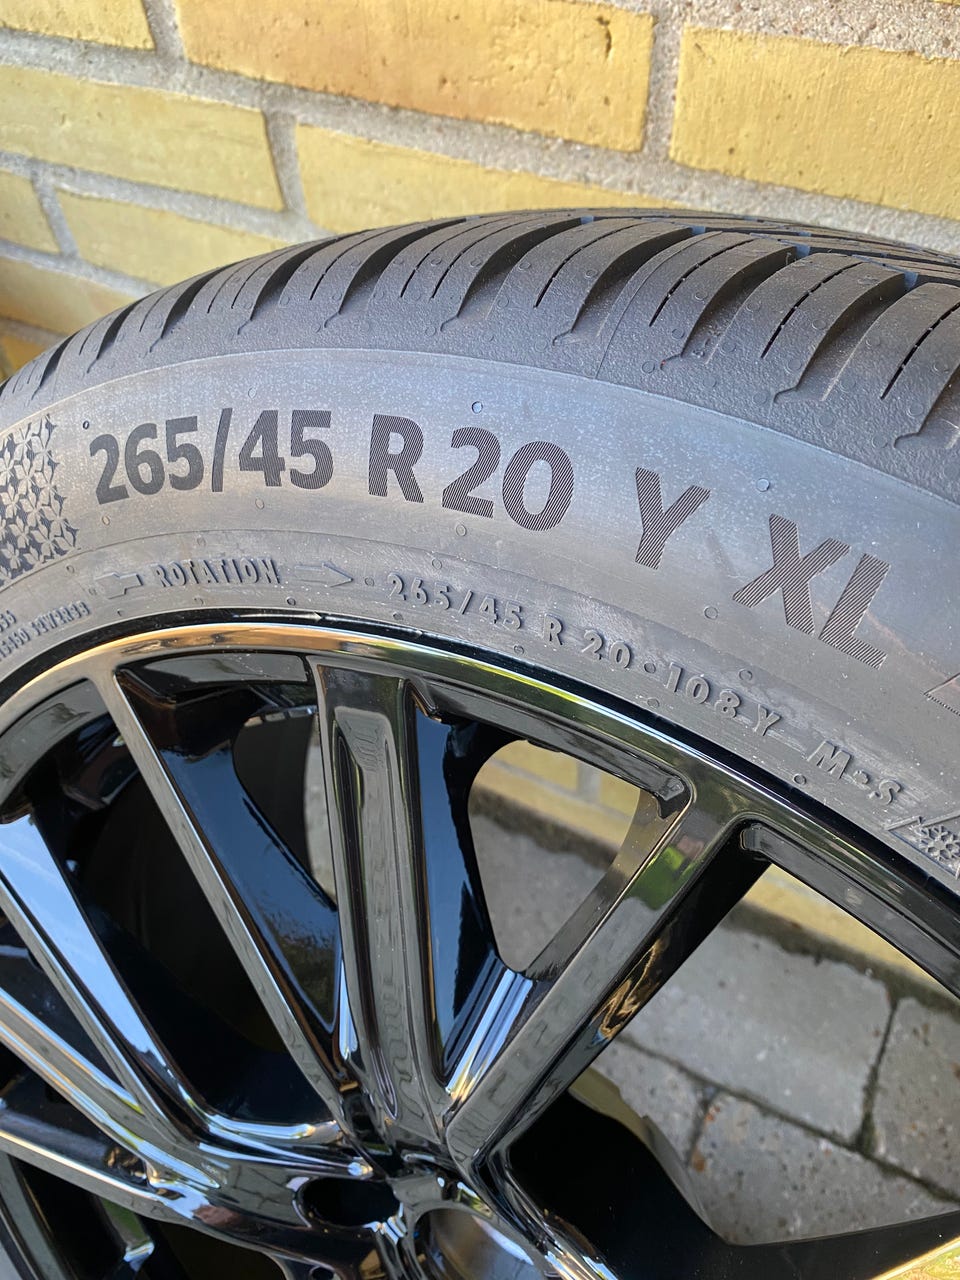 265/45 R 20 Y XL
ROTATION 265/45 R 20 · 108 Y M+S